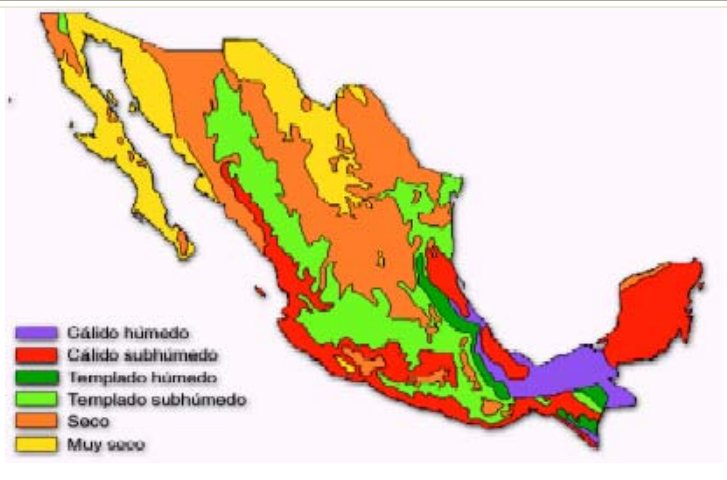 Cálido húmedo
Cálido subhúmedo
Templado húmedo
Templado subhúmedo
Seco
Muy seco